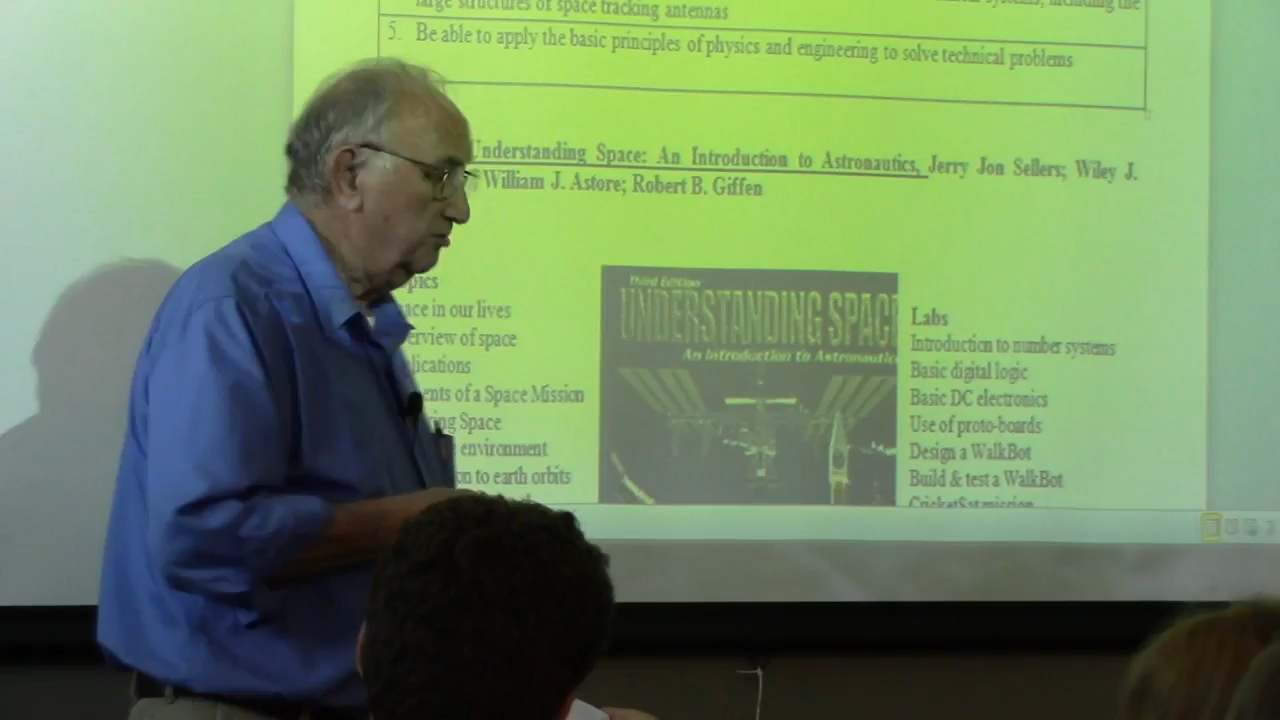 large structures of space tracking antennas
5. Be able to apply the basic principles of physics and engineering to solve technical problems
Understanding Space: An Introduction to Astronautics, Jerry Jon Sellers; Wiley J.
William J. Astore; Robert B. Giffen
pics
ace in our lives
erview of space
lications
ents of a Space Mission
ing Space
environment
on to earth orbits
Third Edition
UNDERSTANDING SPACE
An Introduction to Astronautics
Labs
Introduction to number systems
Basic digital logic
Basic DC electronics
Use of proto-boards
Design a WalkBot
Build & test a WalkBot
CricketSat mission